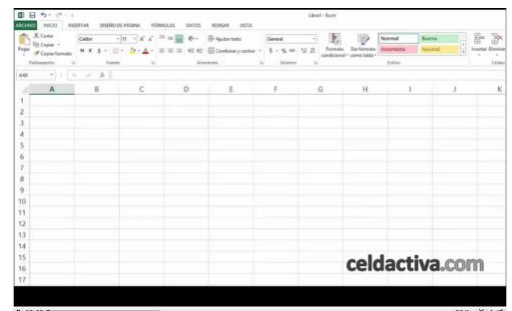 Libro1 - Excel
ARCHIVO INICIO INSERTAR DISEÑO DE PÁGINA FORMULAS DATOS REVISAR VISTA
Cortar Calibri 11 Ajustar texto General Normal Buena
Copiar Incorrecto Neutral
Pegar Copiar formato N K S Combinar y centrar Formato condicional Dar formato como tabla Insertar Eliminar
Portapapeles Fuente Alineación Número Estilos Celdas
A B C D E F G H I J K
1
2
3
4
5
6
7
8
9
10
11
12
13
14
15
16
17
celdactiva.com